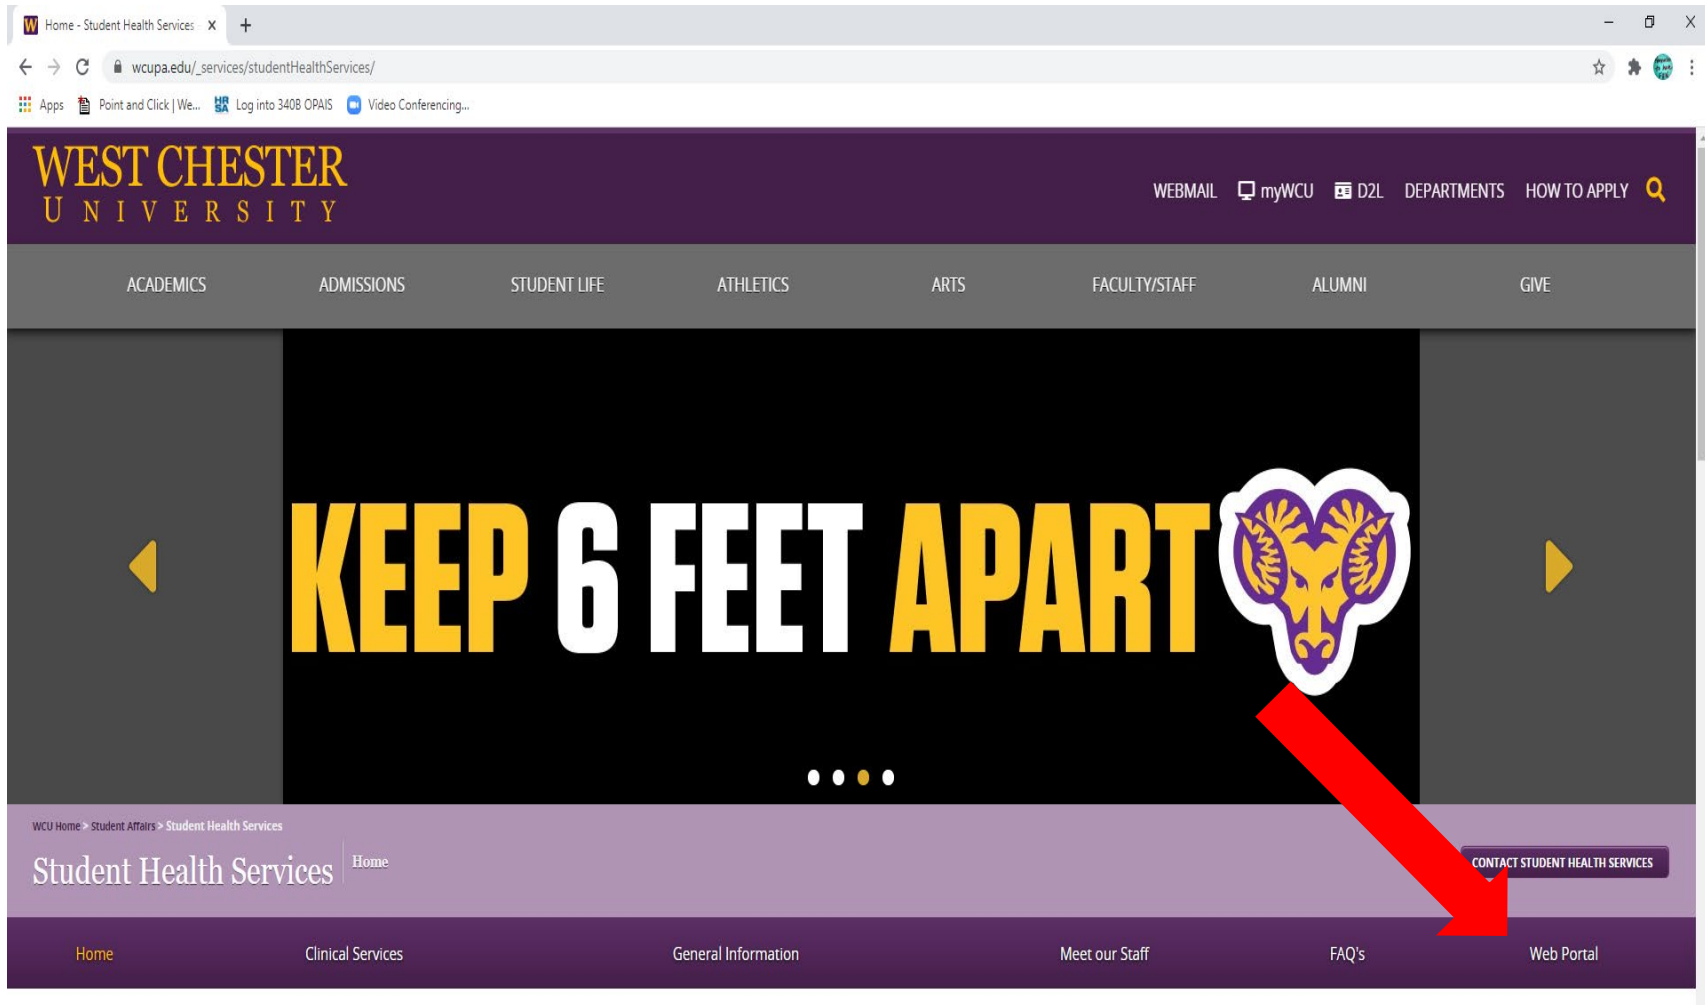 Home - Student Health Services
wcupa.edu/_services/studentHealthServices/
Apps Point and Click | We... HR SA Log into 340B OPAIS Video Conferencing...
WEST CHESTER
UNIVERSITY
WEBMAIL myWCU D2L DEPARTMENTS HOW TO APPLY
ACADEMICS ADMISSIONS STUDENT LIFE ATHLETICS ARTS FACULTY/STAFF ALUMNI GIVE
KEEP 6 FEET APART
WCU Home > Student Affairs > Student Health Services
Student Health Services Home
CONTACT STUDENT HEALTH SERVICES
Home Clinical Services General Information Meet our Staff FAQ's Web Portal